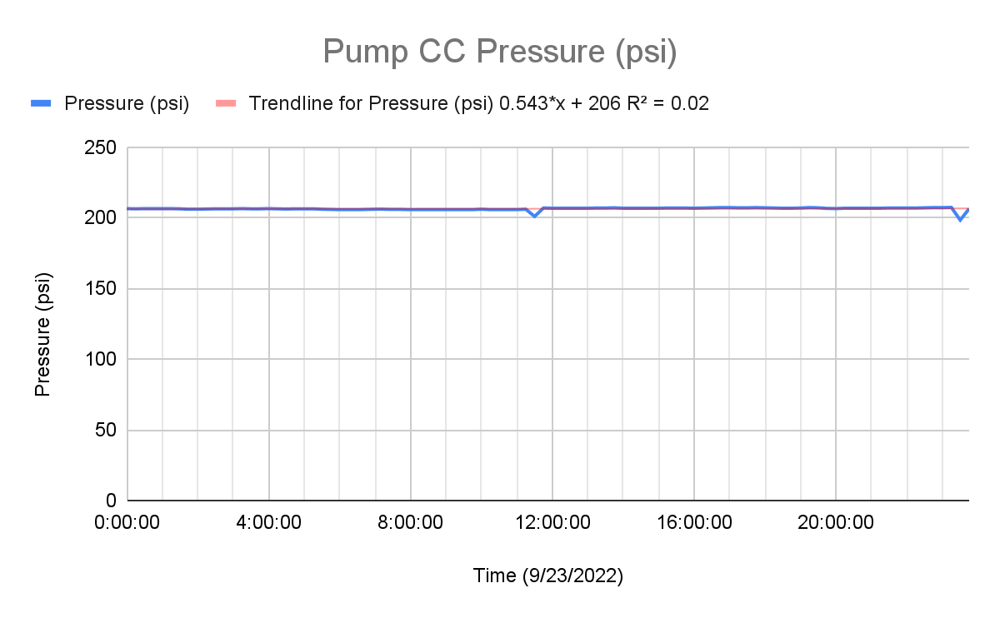 Pump CC Pressure (psi)
Pressure (psi)
Trendline for Pressure (psi) 0.543*x + 206 R² = 0.02
250
200
150
100
50
0
Pressure (psi)
0:00:00
4:00:00
8:00:00
12:00:00
16:00:00
20:00:00
Time (9/23/2022)